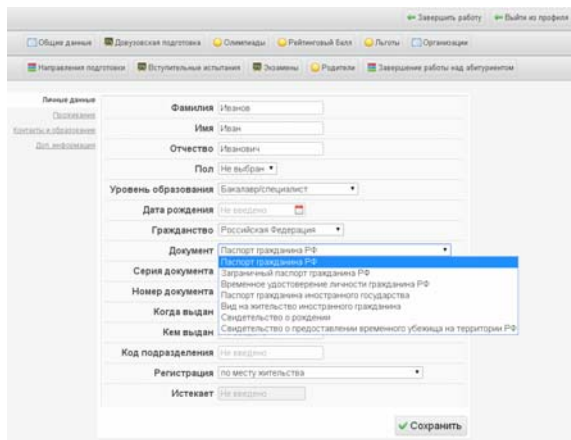 Завершить работу Выйти из профиля
Общие данные Довузовская подготовка Олимпиады Рейтинговый балл Льготы Организации
Направления подготовки Вступительные испытания Экзамены Родители Завершение работы над абитуриентом
Личные данные
Проживание
Контакты и образование
Доп. информация
Фамилия Иванов
Имя Иван
Отчество Иванович
Пол Не выбран
Уровень образования Бакалавр/специалист
Дата рождения Не введено
Гражданство Российская Федерация
Документ Паспорт гражданина РФ
Паспорт гражданина РФ
Заграничный паспорт гражданина РФ
Временное удостоверение личности гражданина РФ
Паспорт гражданина иностранного государства
Вид на жительство иностранного гражданина
Свидетельство о рождении
Свидетельство о предоставлении временного убежища на территории РФ
Серия документа
Номер документа
Когда выдан
Кем выдан
Код подразделения Не введено
Регистрация по месту жительства
Истекает Не введено
Сохранить